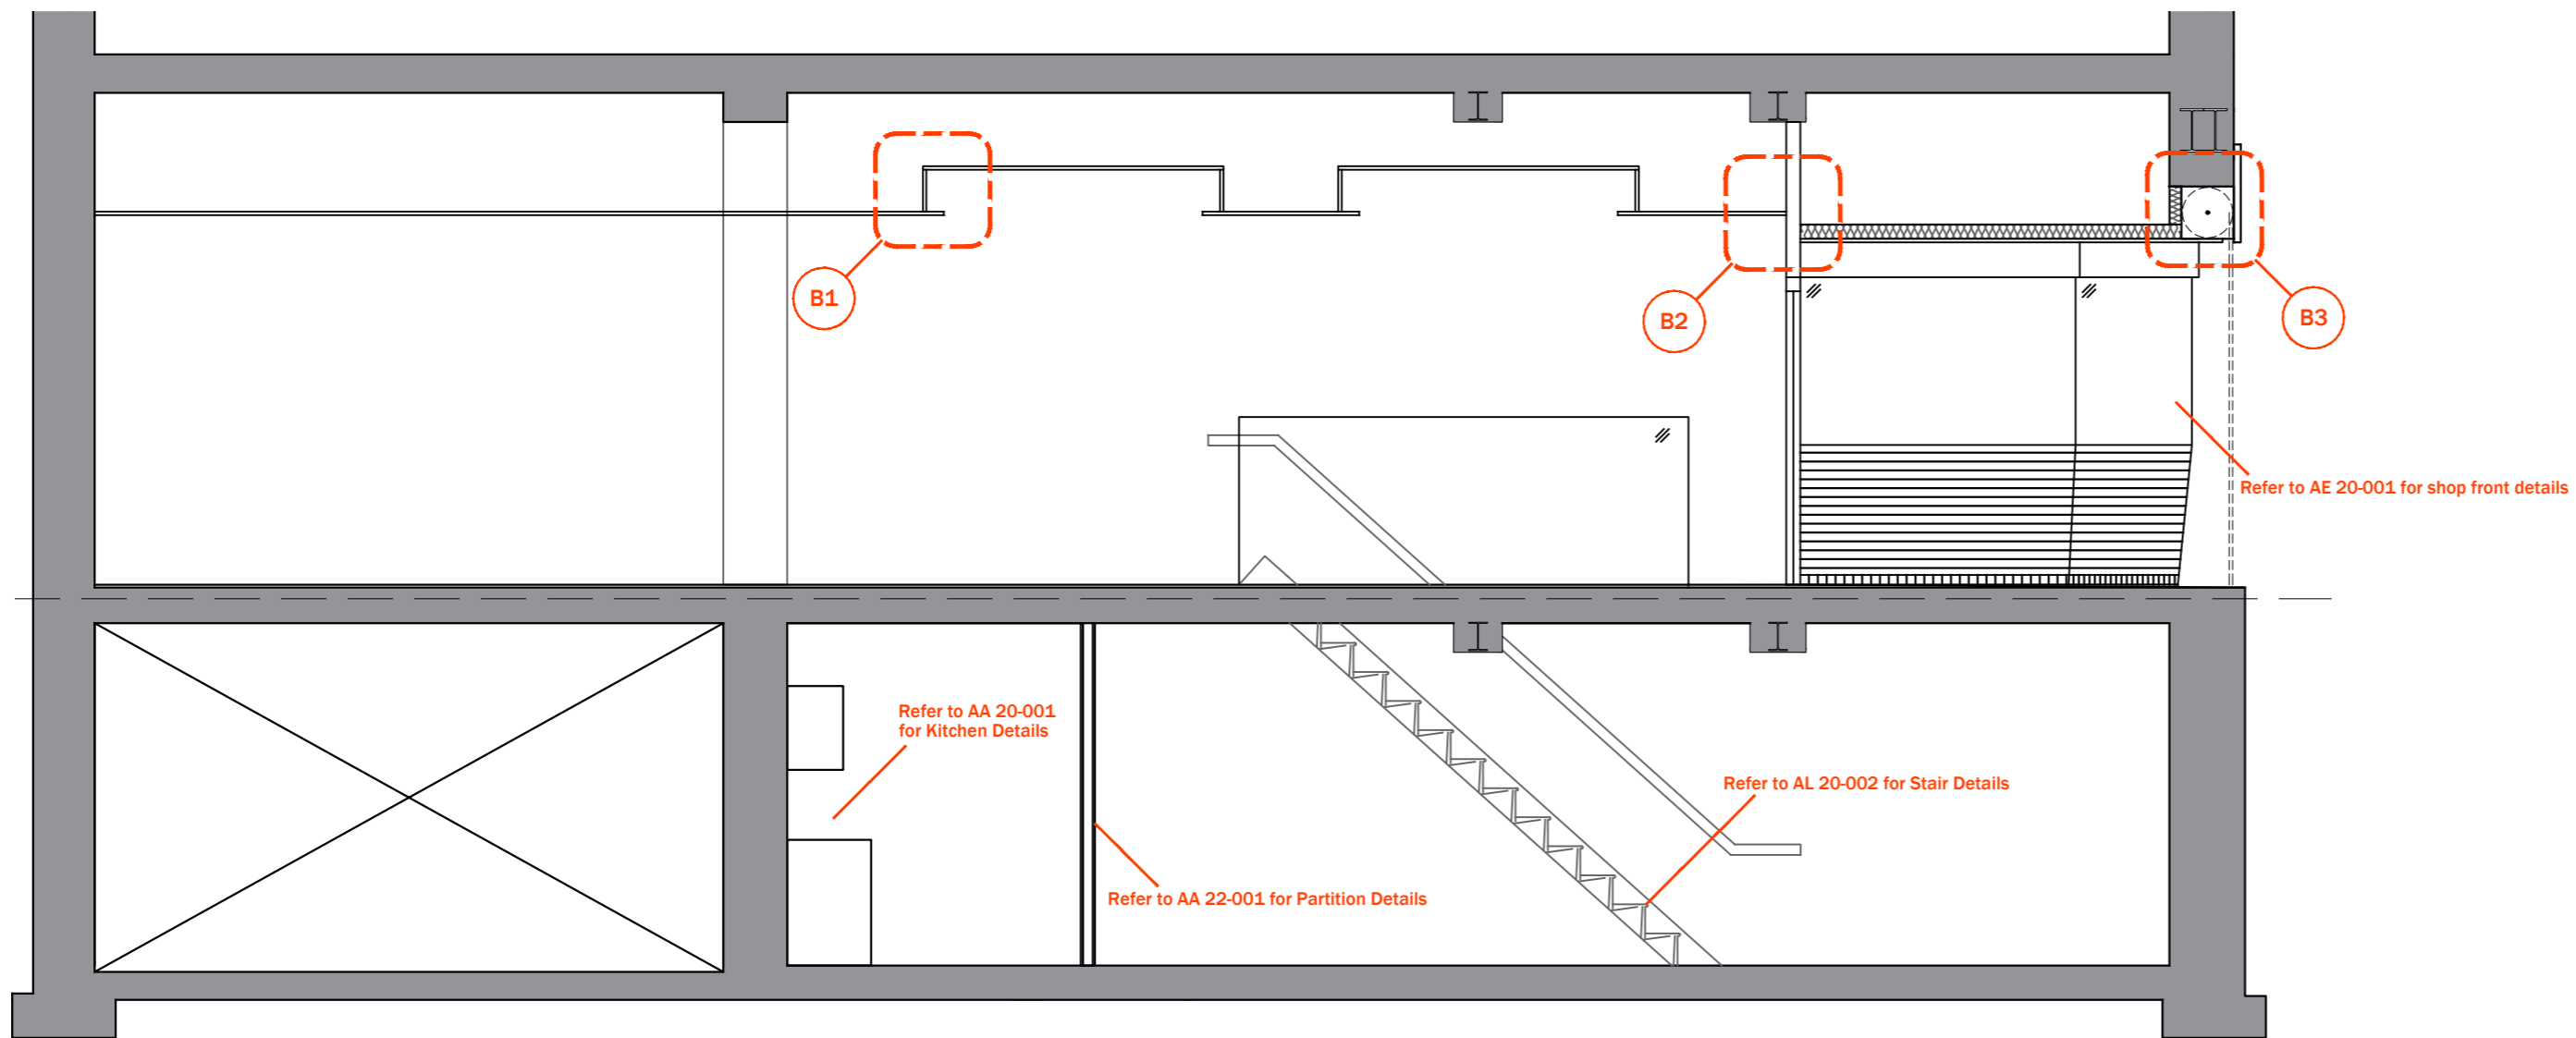 B1
B2
B3
Refer to AE 20-001 for shop front details
Refer to AA 20-001
for Kitchen Details
Refer to AL 20-002 for Stair Details
Refer to AA 22-001 for Partition Details